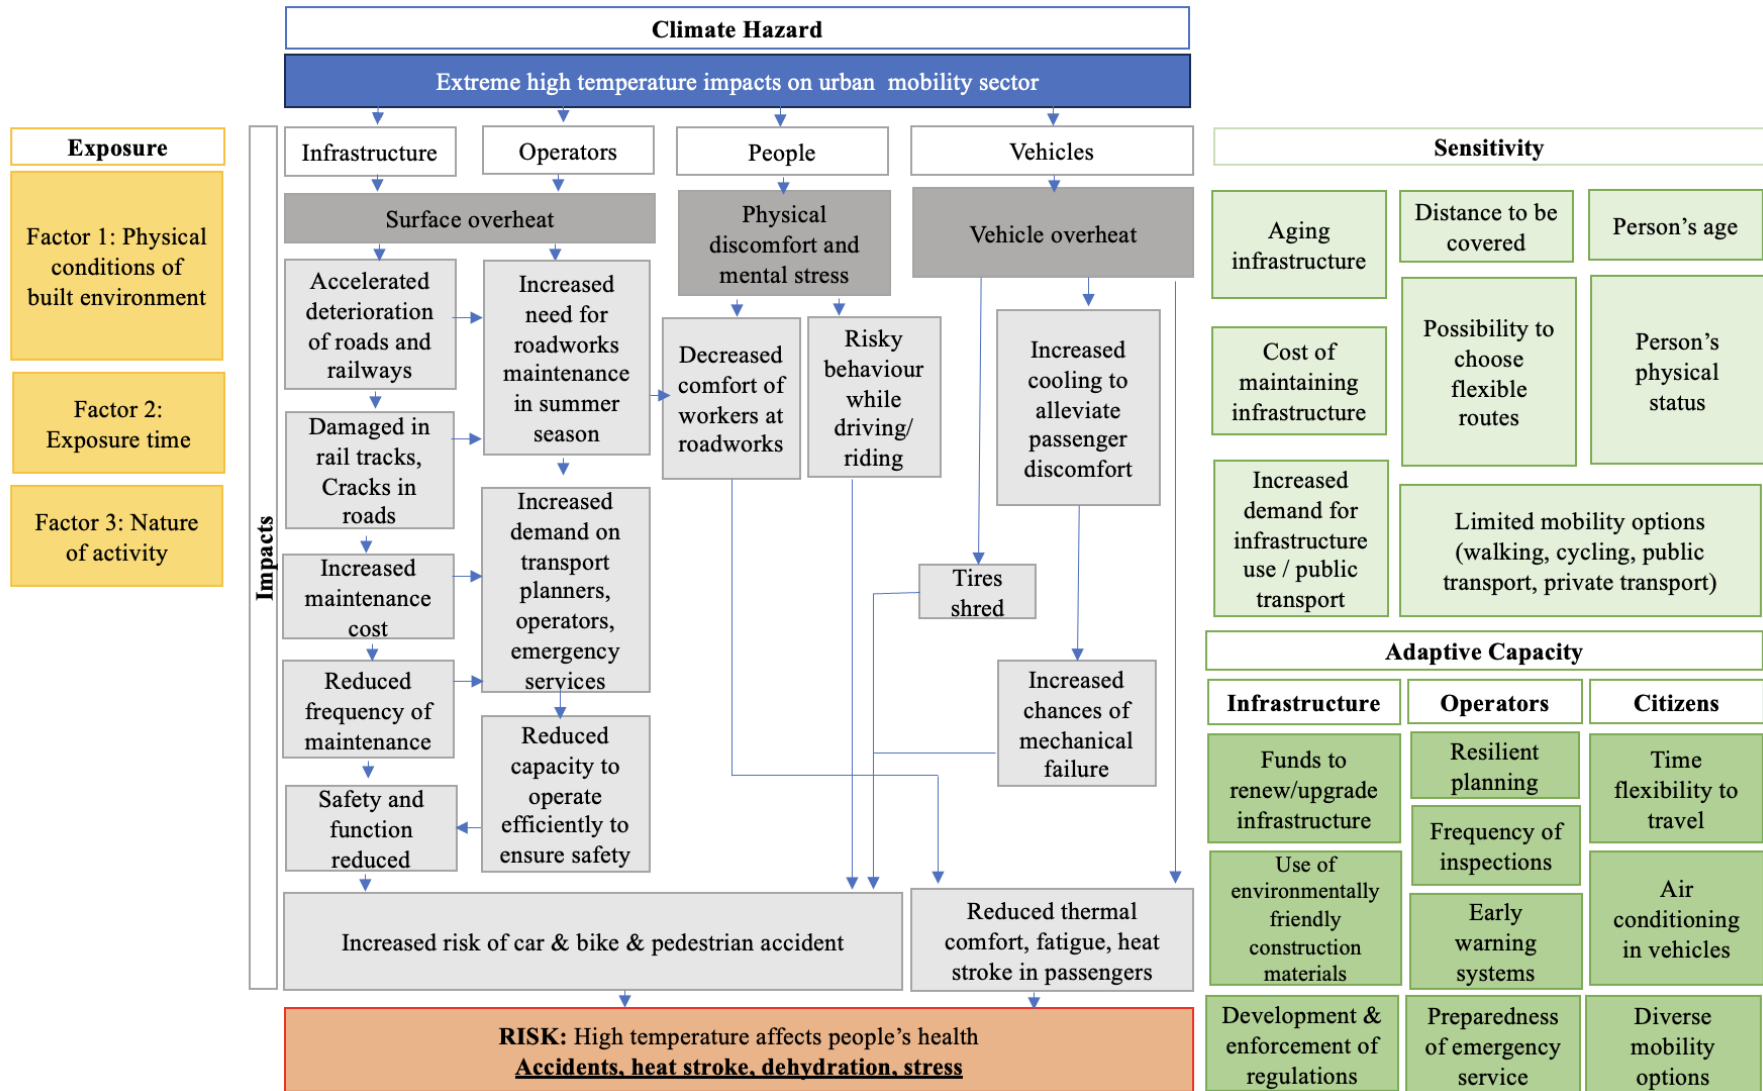 Climate Hazard
Extreme high temperature impacts on urban mobility sector
Exposure
Factor 1: Physical
conditions of
built environment
Factor 2:
Exposure time
Factor 3: Nature
of activity
Impacts
Infrastructure
Operators
People
Vehicles
Surface overheat
Physical
discomfort and
mental stress
Vehicle overheat
Accelerated
deterioration
of roads and
railways
Increased
need for
roadworks
maintenance
in summer
season
Decreased
comfort of
workers at
roadworks
Risky
behaviour
while
driving/
riding
Increased
cooling to
alleviate
passenger
discomfort
Damaged in
rail tracks,
Cracks in
roads
Increased
demand on
transport
planners,
operators,
emergency
services
Increased
maintenance
cost
Tires
shred
Reduced
frequency of
maintenance
Increased
chances of
mechanical
failure
Reduced
capacity to
operate
efficiently to
ensure safety
Safety and
function
reduced
Increased risk of car & bike & pedestrian accident
Reduced thermal
comfort, fatigue, heat
stroke in passengers
RISK: High temperature affects people's health
Accidents, heat stroke, dehydration, stress
Sensitivity
Aging
infrastructure
Distance to be
covered
Person's age
Cost of
maintaining
infrastructure
Possibility to
choose
flexible
routes
Person's
physical
status
Increased
demand for
infrastructure
use / public
transport
Limited mobility options
(walking, cycling, public
transport, private transport)
Adaptive Capacity
Infrastructure
Operators
Citizens
Funds to
renew/upgrade
infrastructure
Resilient
planning
Time
flexibility to
travel
Frequency of
inspections
Use of
environmentally
friendly
construction
materials
Early
warning
systems
Air
conditioning
in vehicles
Development &
enforcement of
regulations
Preparedness
of emergency
service
Diverse
mobility
options